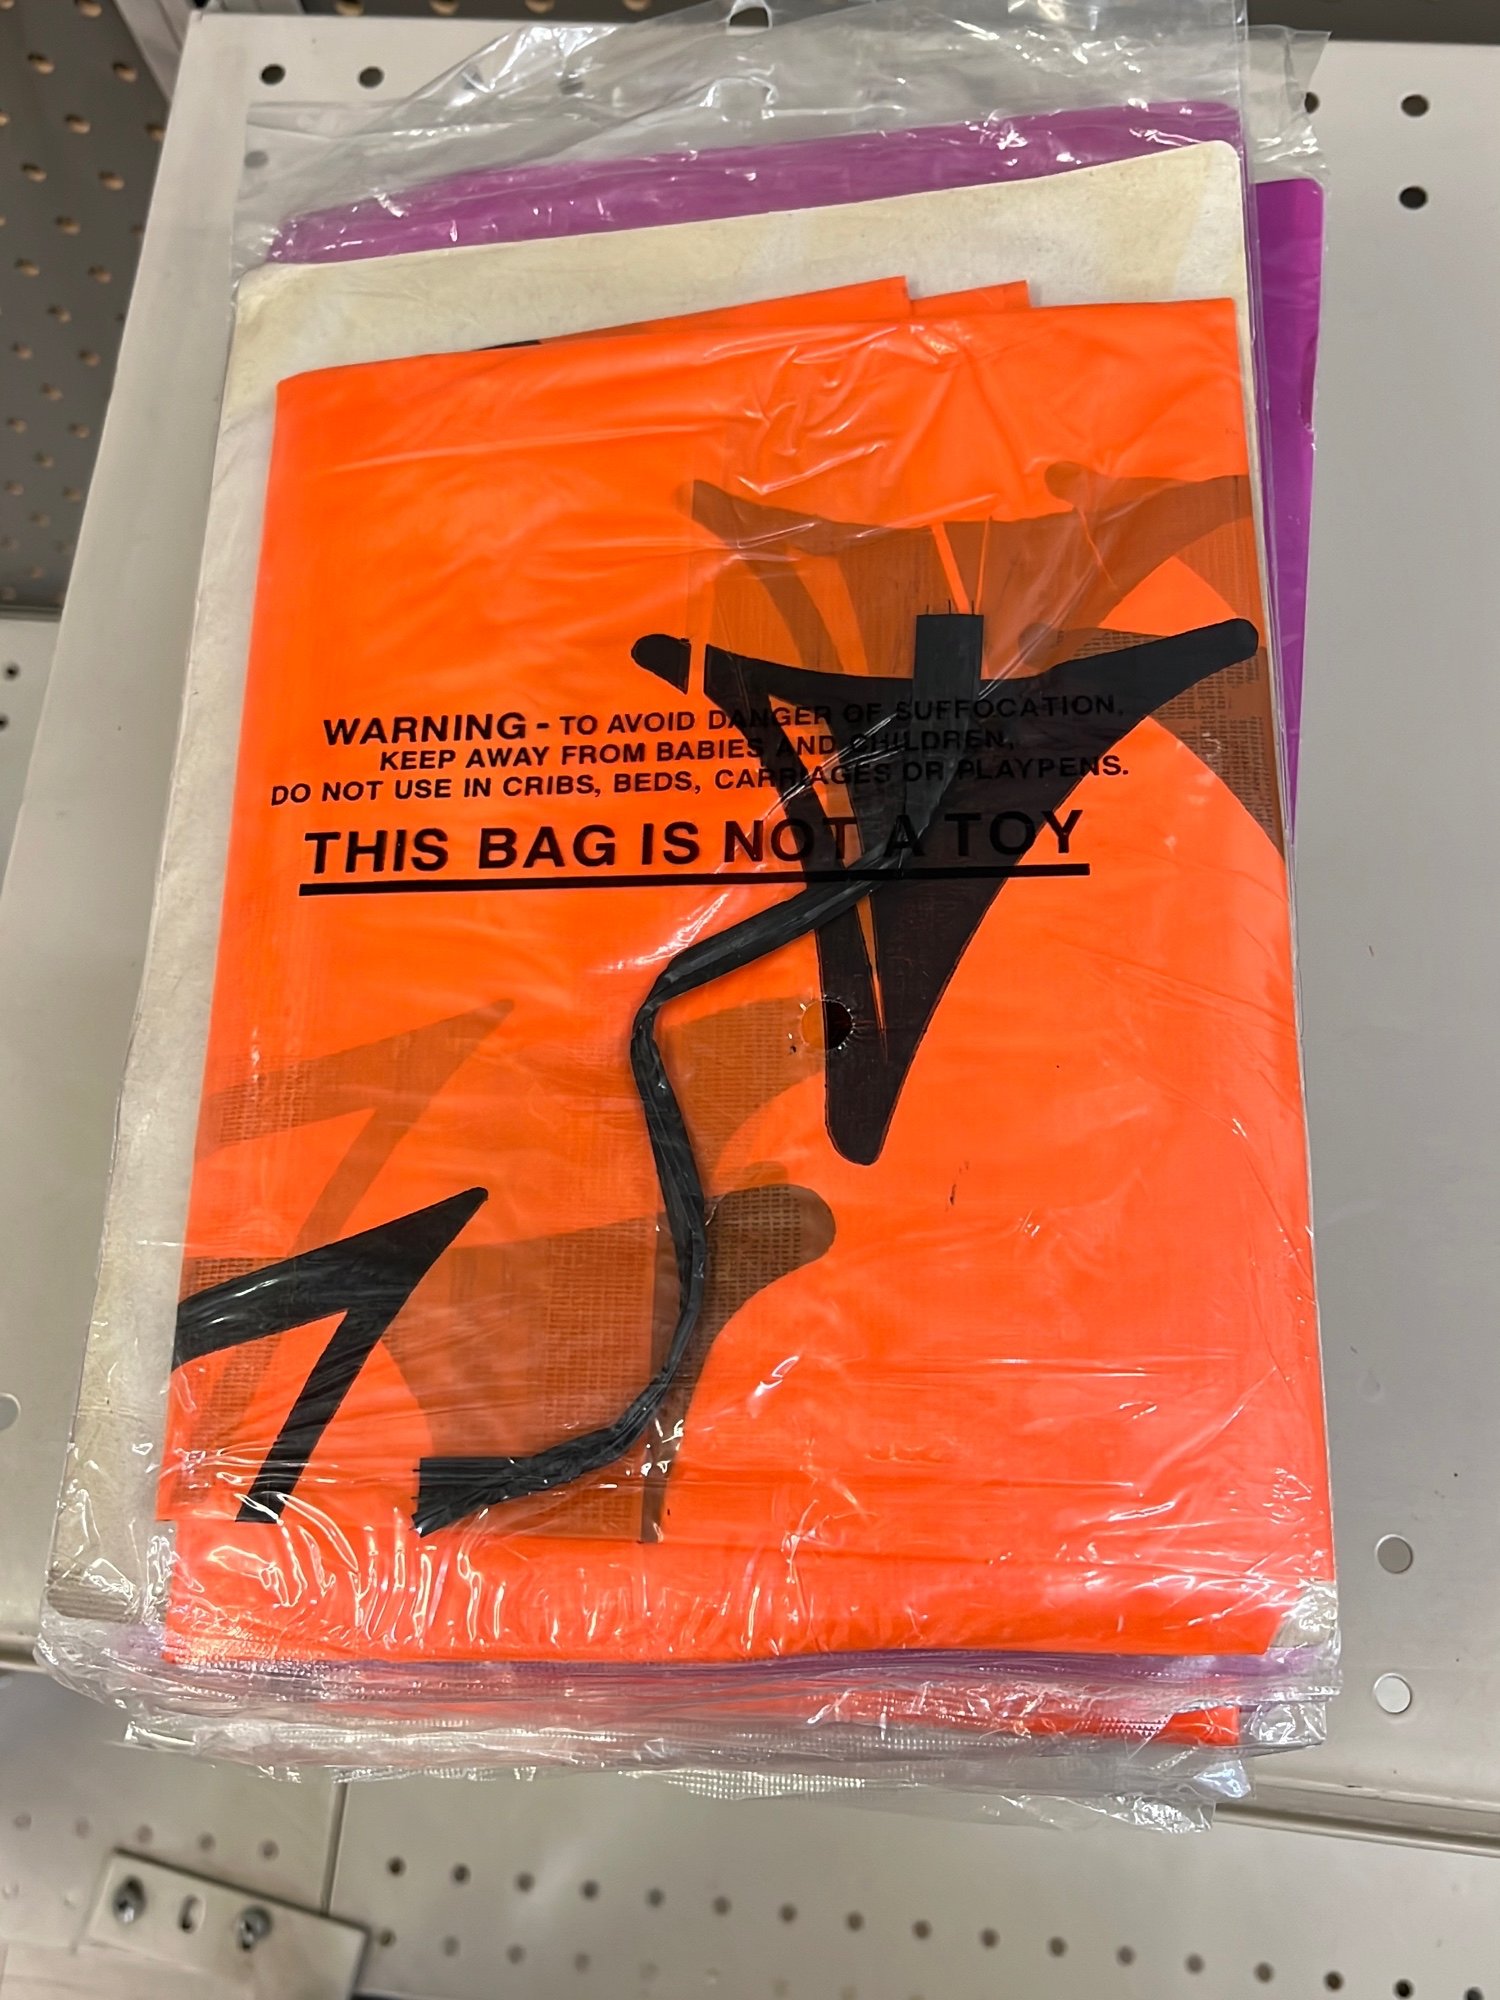 WARNING - TO AVOID DANGER OF SUFFOCATION,
KEEP AWAY FROM BABIES AND CHILDREN,
DO NOT USE IN CRIBS, BEDS, CARRIAGES OR PLAYPENS.
THIS BAG IS NOT A TOY